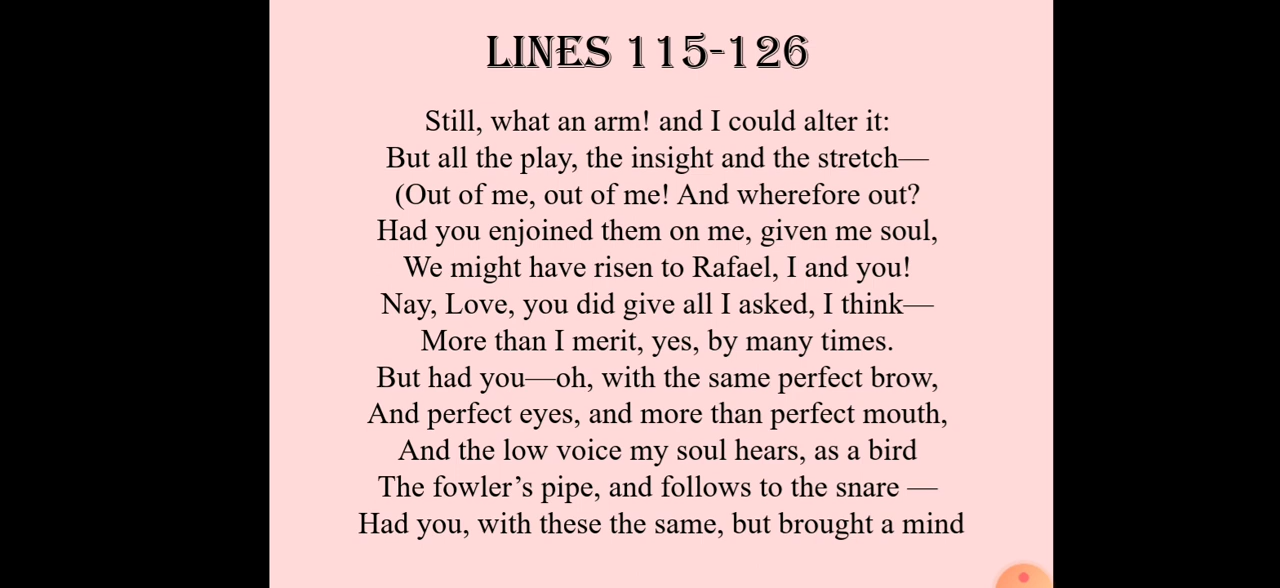 LINES 115-126
Still, what an arm! and I could alter it:
But all the play, the insight and the stretch—
(Out of me, out of me! And wherefore out?
Had you enjoined them on me, given me soul,
We might have risen to Rafael, I and you!
Nay, Love, you did give all I asked, I think—
More than I merit, yes, by many times.
But had you—oh, with the same perfect brow,
And perfect eyes, and more than perfect mouth,
And the low voice my soul hears, as a bird
The fowler’s pipe, and follows to the snare —
Had you, with these the same, but brought a mind